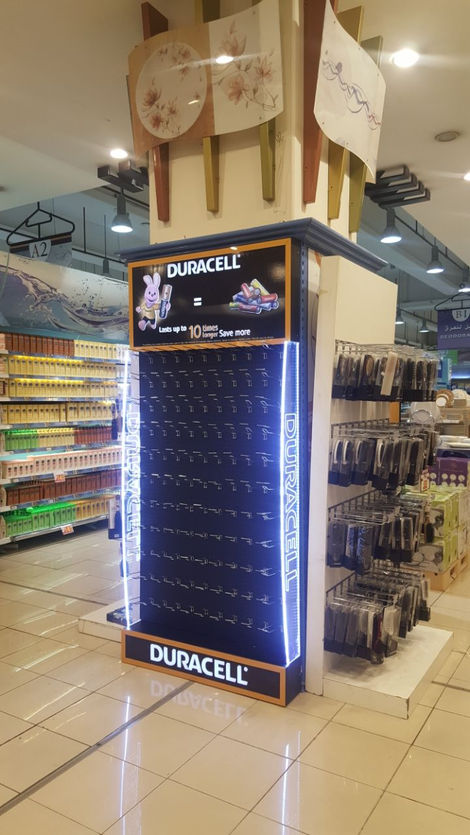 A2
DURACELL
=
Lasts up to 10 times longer Save more
DURACELL
DURACELL
DURACELL